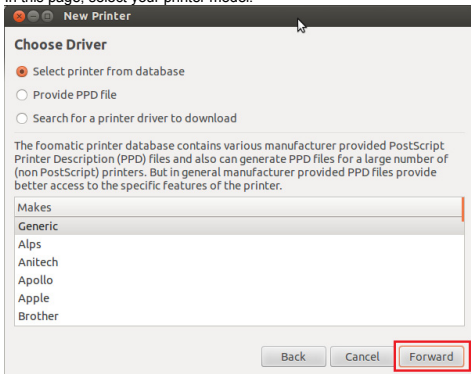 In this page, select your printer model.
New Printer
Choose Driver
Select printer from database
Provide PPD file
Search for a printer driver to download
The foomatic printer database contains various manufacturer provided PostScript
Printer Description (PPD) files and also can generate PPD files for a large number of
(non PostScript) printers. But in general manufacturer provided PPD files provide
better access to the specific features of the printer.
Makes
Generic
Alps
Anitech
Apollo
Apple
Brother
Back Cancel Forward